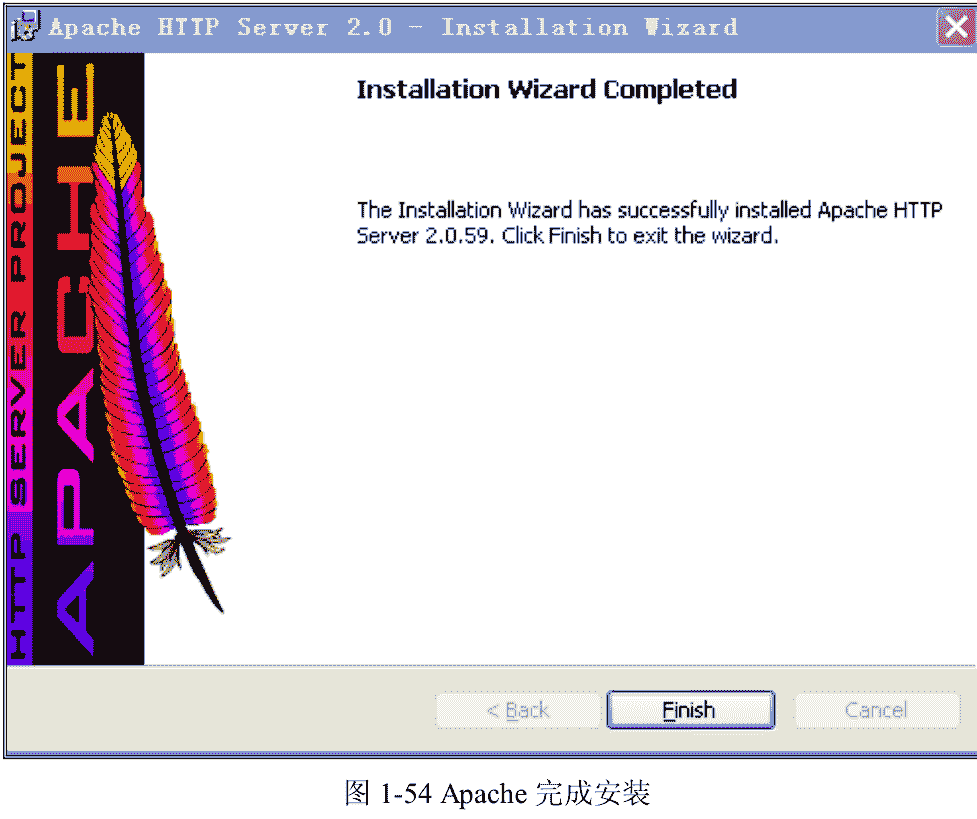 Apache HTTP Server 2.0 - Installation Wizard
HTTP SERVER PROJECT
APACHE
Installation Wizard Completed
The Installation Wizard has successfully installed Apache HTTP
Server 2.0.59. Click Finish to exit the wizard.
< Back
Finish
Cancel
图 1-54 Apache 完成安装